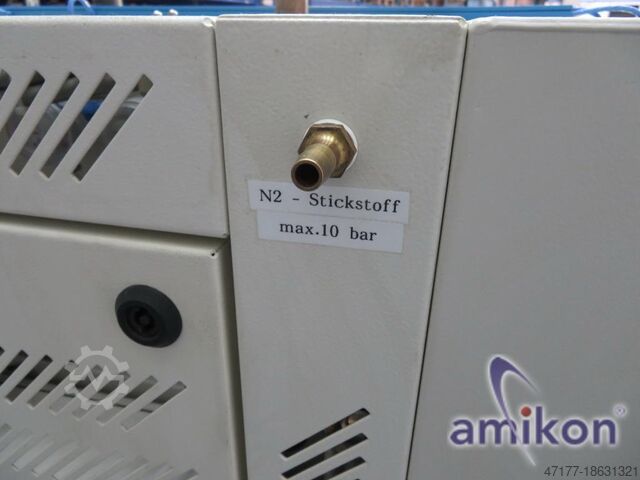 N2 - Stickstoff
max.10 bar
amikon®
47177-18631321